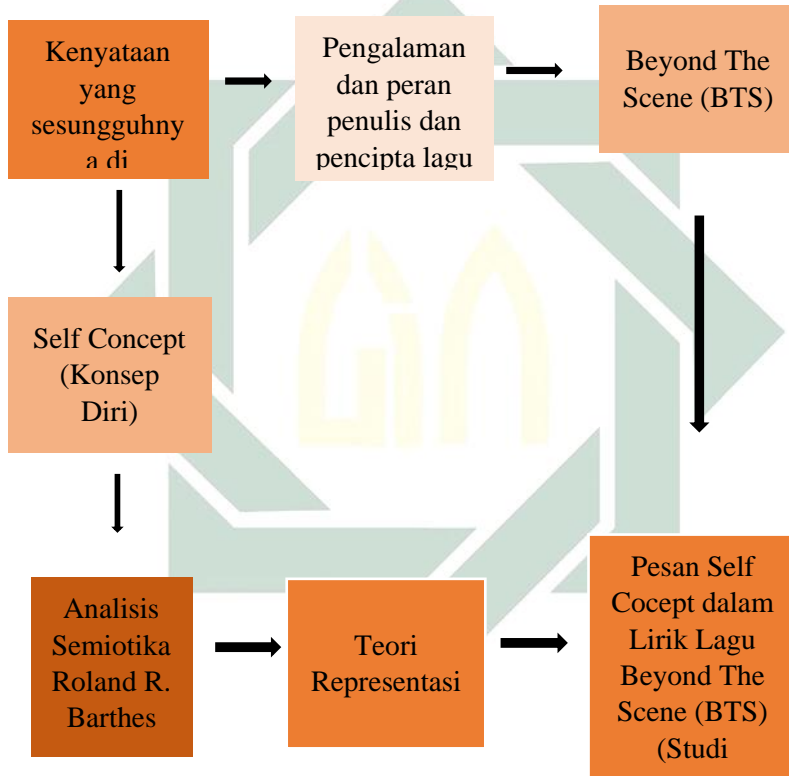 Kenyataan
yang
sesungguhny
a di
Pengalaman
dan peran
penulis dan
pencipta lagu
Beyond The
Scene (BTS)
Self Concept
(Konsep
Diri)
Analisis
Semiotika
Roland R.
Barthes
Teori
Representasi
Pesan Self
Cocept dalam
Lirik Lagu
Beyond The
Scene (BTS)
(Studi